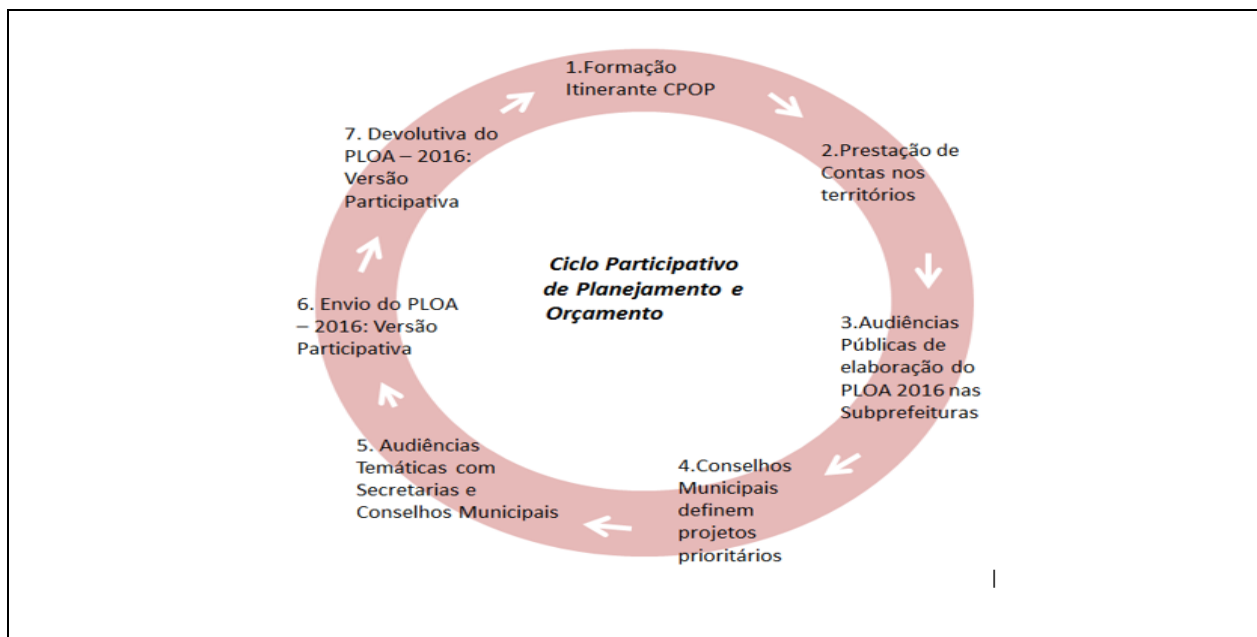 1.Formação
Itinerante CPOP
2.Prestação de
Contas nos
territórios
3.Audiências
Públicas de
elaboração do
PLOA 2016 nas
Subprefeituras
4.Conselhos
Municipais
definem
projetos
prioritários
5. Audiências
Temáticas com
Secretarias e
Conselhos Municipais
6. Envio do PLOA
– 2016: Versão
Participativa
7. Devolutiva do
PLOA – 2016:
Versão
Participativa
Ciclo Participativo
de Planejamento e
Orçamento